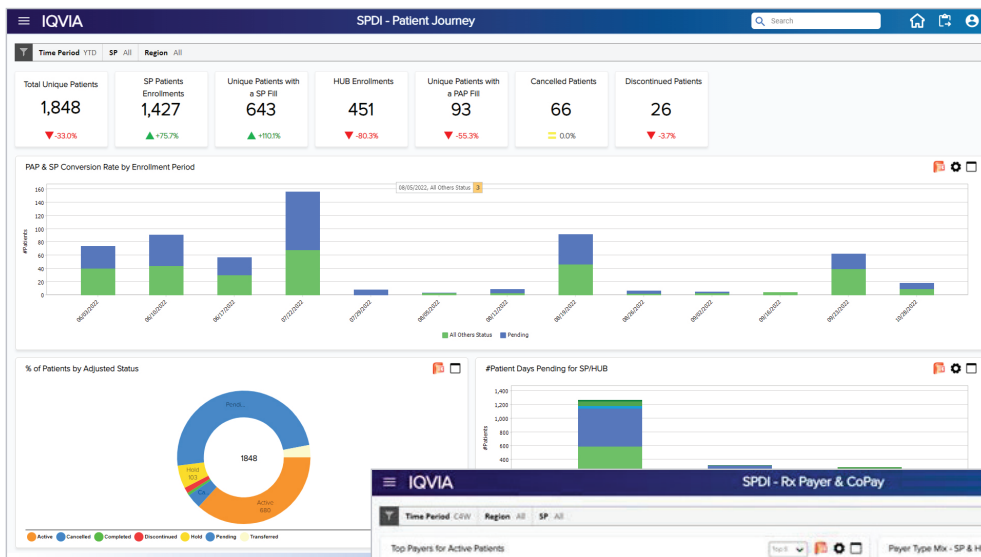 IQVIA
SPDI - Patient Journey
Search
Time Period YTD SP All Region All
Total Unique Patients
1,848
-33.0%
SP Patients
Enrollments
1,427
+75.7%
Unique Patients with
a SP Fill
643
+110.1%
HUB Enrollments
451
-80.3%
Unique Patients with
a PAP Fill
93
-55.3%
Cancelled Patients
66
0.0%
Discontinued Patients
26
-3.7%
PAP & SP Conversion Rate by Enrollment Period
08/05/2022, All Others Status 3
#Patients
160
140
120
100
80
60
40
20
0
06/03/2022
06/10/2022
06/17/2022
07/22/2022
07/29/2022
08/05/2022
08/12/2022
08/19/2022
08/26/2022
09/02/2022
09/16/2022
09/23/2022
10/28/2022
All Others Status Pending
% of Patients by Adjusted Status
Pendi...
1848
Hold
103
Ca...
Active
680
Active Cancelled Completed Discontinued Hold Pending Transferred
#Patient Days Pending for SP/HUB
#Patients
1,400
1,200
1,000
800
600
400
IQVIA
SPDI - Rx Payer & CoPay
Time Period C4W Region All SP All
Top Payers for Active Patients
Top 8
Payer Type Mix - SP & H